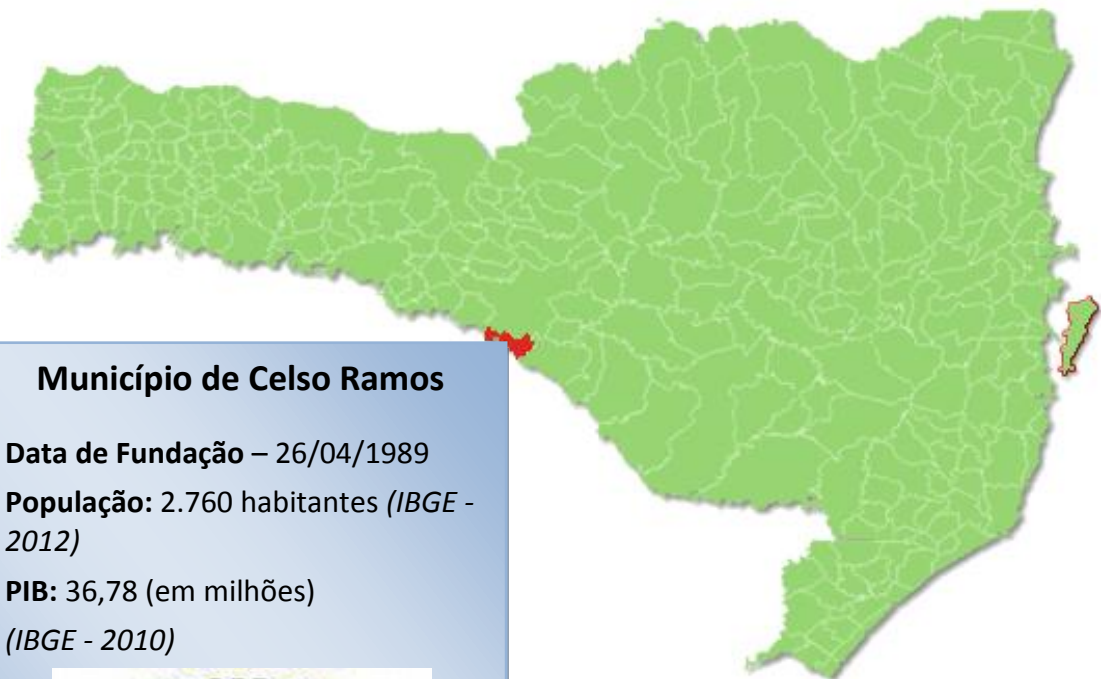 Município de Celso Ramos
Data de Fundação – 26/04/1989
População: 2.760 habitantes (IBGE -
2012)
PIB: 36,78 (em milhões)
(IBGE - 2010)